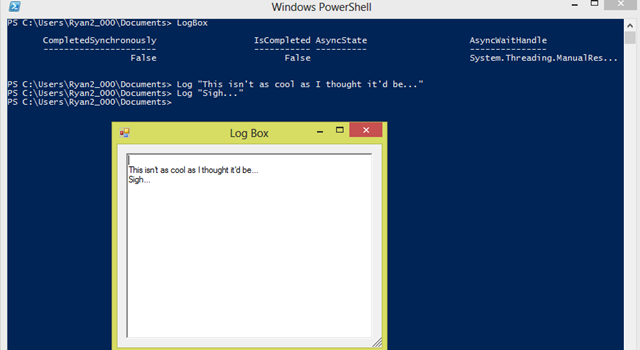 Windows PowerShell
PS C:\Users\Ryan2_000\Documents> LogBox
CompletedSynchronously IsCompleted AsyncState AsyncWaitHandle
---------------------- ----------- ---------- ---------------
False False System.Threading.ManualRes...
PS C:\Users\Ryan2_000\Documents> Log "This isn't as cool as I thought it'd be..."
PS C:\Users\Ryan2_000\Documents> Log "Sigh..."
PS C:\Users\Ryan2_000\Documents>
Log Box
This isn't as cool as I thought it'd be...
Sigh...